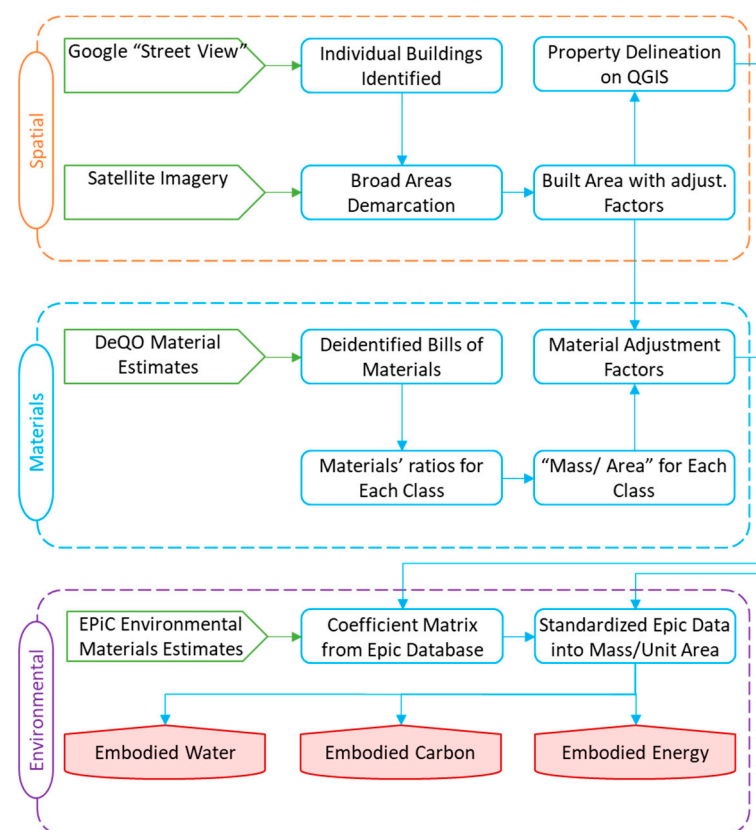 Spatial
Google “Street View”
Individual Buildings
Identified
Property Delineation
on QGIS
Satellite Imagery
Broad Areas
Demarcation
Built Area with adjust.
Factors
Materials
DeQO Material
Estimates
Deidentified Bills of
Materials
Material Adjustment
Factors
Materials’ ratios for
Each Class
“Mass/ Area” for Each
Class
Environmental
EPiC Environmental
Materials Estimates
Coefficient Matrix
from Epic Database
Standardized Epic Data
into Mass/Unit Area
Embodied Water
Embodied Carbon
Embodied Energy